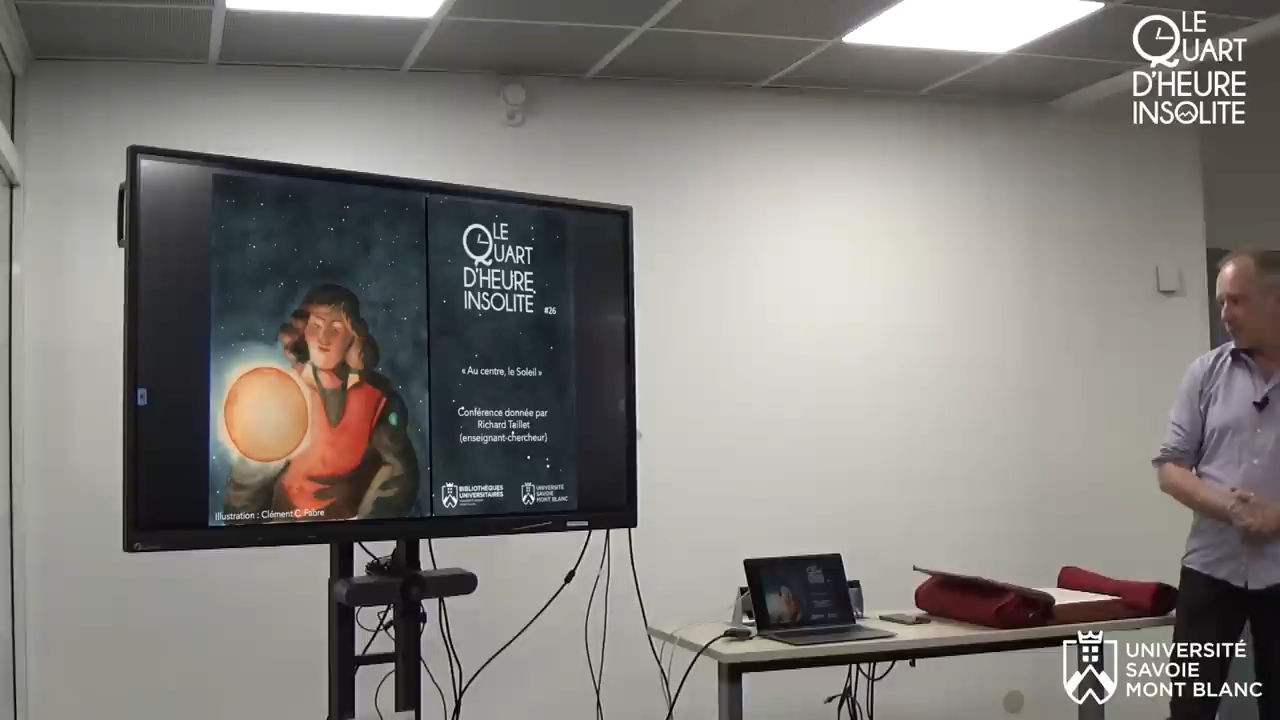 LE
QUART
D'HEURE
INSOLITE
LE
QUART
D'HEURE
INSOLITE
#26
« Au centre, le Soleil »
Conférence donnée par
Richard Taillet
(enseignant-chercheur)
BIBLIOTHÈQUES
UNIVERSITAIRES
UNIVERSITÉ
SAVOIE
MONT BLANC
Illustration : Clément C. Fabre
UNIVERSITÉ
SAVOIE
MONT BLANC